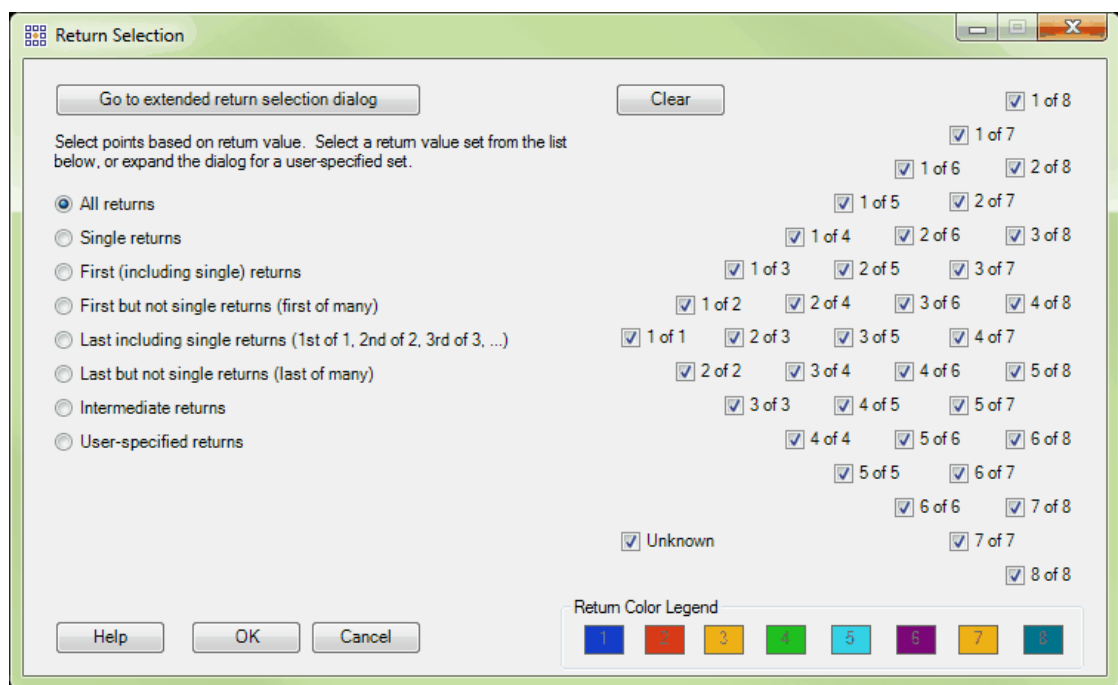 Return Selection
Go to extended return selection dialog
Clear
1 of 8
1 of 7
Select points based on return value. Select a return value set from the list
below, or expand the dialog for a user-specified set.
1 of 6 2 of 8
All returns
1 of 5 2 of 7
Single returns
1 of 4 2 of 6 3 of 8
First (including single) returns
1 of 3 2 of 5 3 of 7
First but not single returns (first of many)
1 of 2 2 of 4 3 of 6 4 of 8
Last including single returns (1st of 1, 2nd of 2, 3rd of 3, ...)
1 of 1 2 of 3 3 of 5 4 of 7
Last but not single returns (last of many)
2 of 2 3 of 4 4 of 6 5 of 8
Intermediate returns
3 of 3 4 of 5 5 of 7
User-specified returns
4 of 4 5 of 6 6 of 8
5 of 5 6 of 7
6 of 6 7 of 8
Unknown 7 of 7
8 of 8
Return Color Legend
Help OK Cancel
1 2 3 4 5 6 7 8